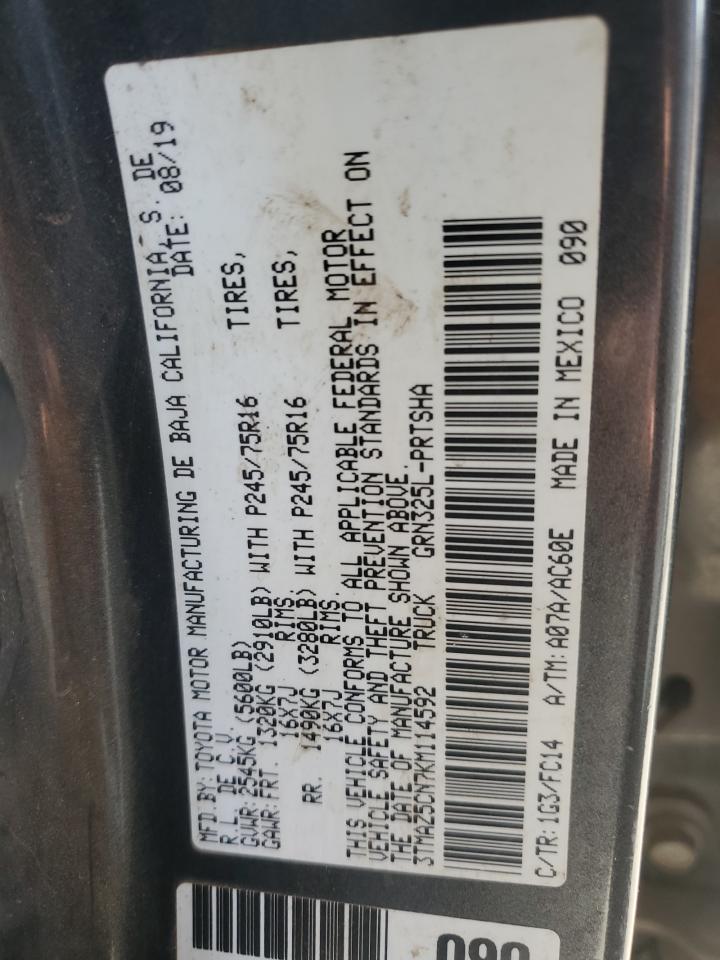 MFD BY: TOYOTA MOTOR MANUFACTURING DE BAJA CALIFORNIA, S. DE
R.L. DE C.V. DATE: 08/19
GVWR: 2545KG (5600LB)
GAWR: FRT. 1320KG (2910LB) WITH P245/75R16 TIRES,
16X7J RIMS.
RR. 1490KG (3280LB) WITH P245/75R16 TIRES,
16X7J RIMS.
THIS VEHICLE CONFORMS TO ALL APPLICABLE FEDERAL MOTOR
VEHICLE SAFETY AND THEFT PREVENTION STANDARDS IN EFFECT ON
THE DATE OF MANUFACTURE SHOWN ABOVE.
3TMAZ5CN7KM114592 TRUCK GRN325L-PRTSHA
C/TR: 1G3/FC14 A/TM: A07A/AC60E MADE IN MEXICO 090